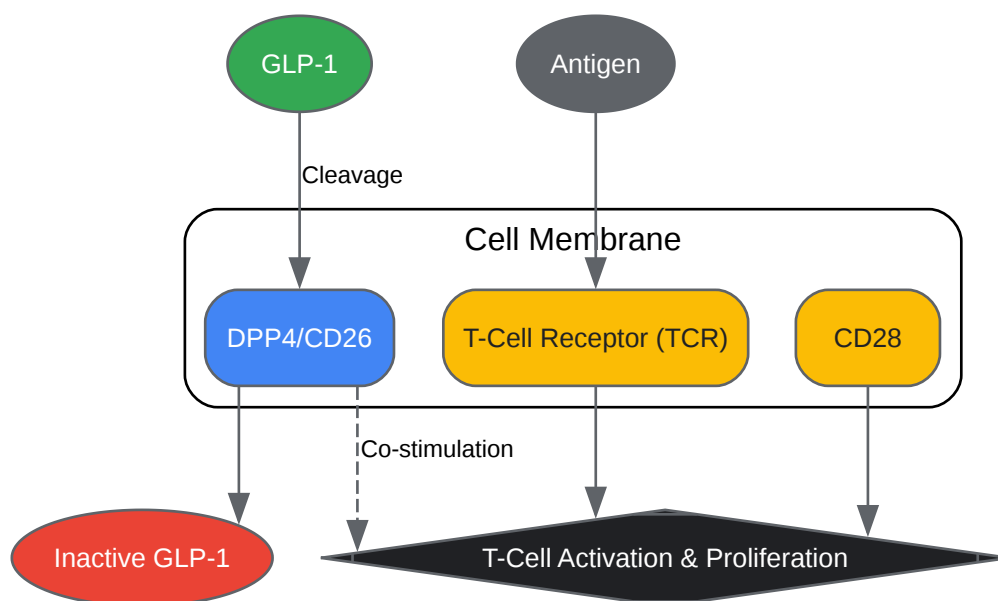 GLP-1
Antigen
Cleavage
Cell Membrane
DPP4/CD26
T-Cell Receptor (TCR)
CD28
Co-stimulation
Inactive GLP-1
T-Cell Activation & Proliferation